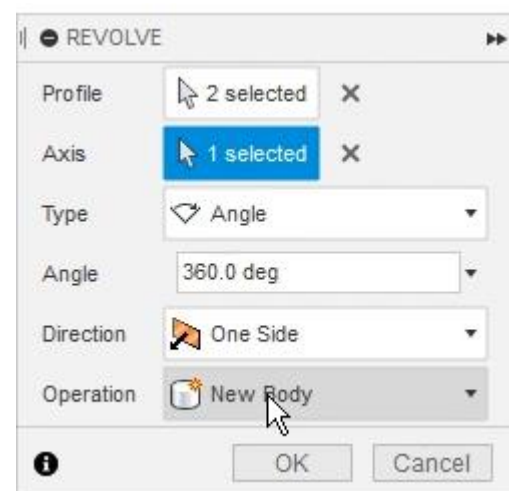 REVOLVE
Profile 2 selected
Axis 1 selected
Type Angle
Angle 360.0 deg
Direction One Side
Operation New Body
OK Cancel